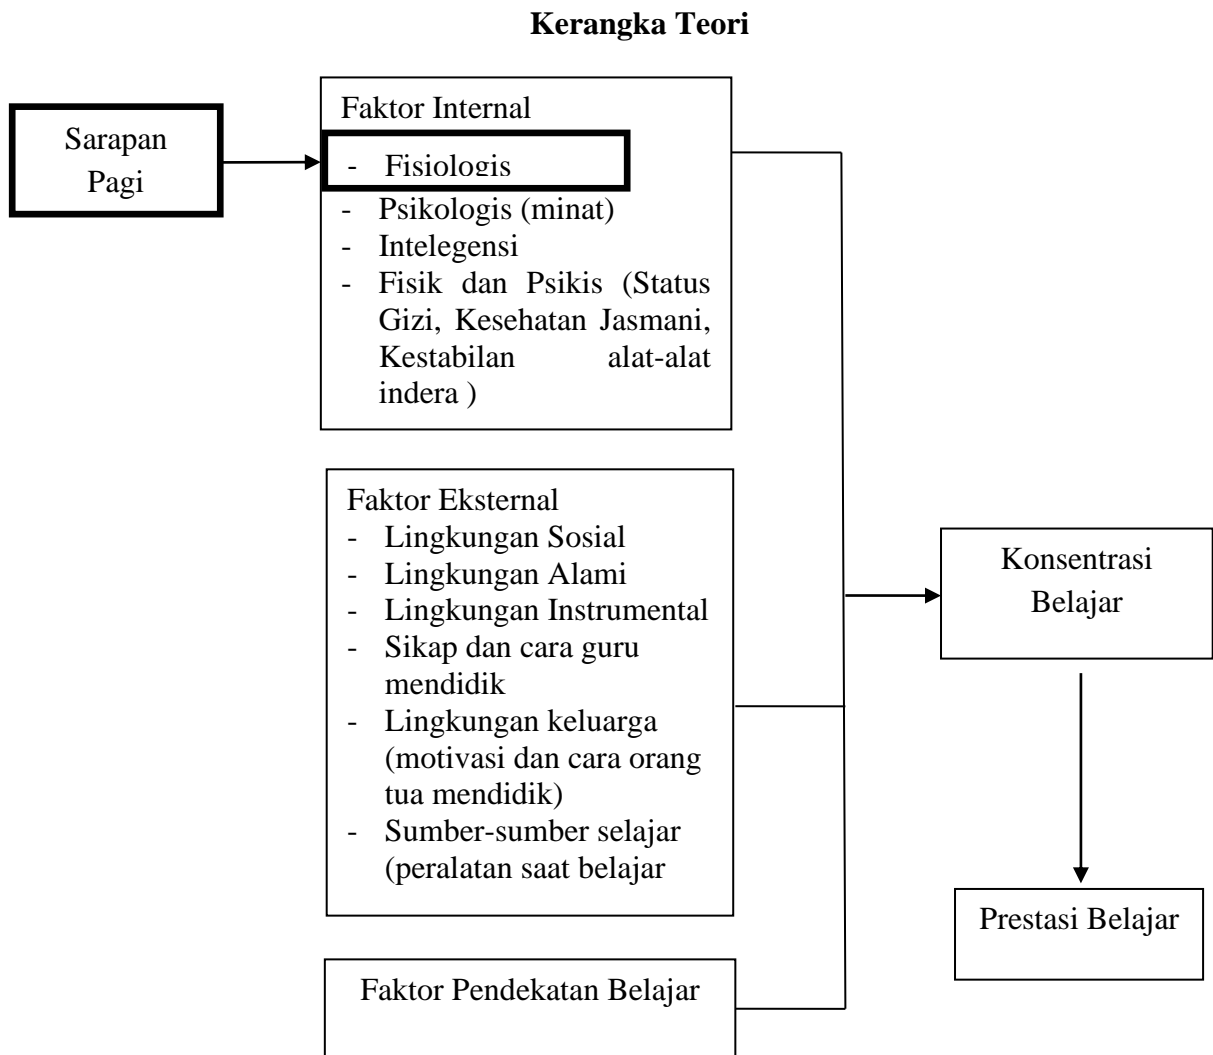 Kerangka Teori
Sarapan
Pagi
Faktor Internal
- Fisiologis
- Psikologis (minat)
- Intelegensi
- Fisik dan Psikis (Status
Gizi, Kesehatan Jasmani,
Kestabilan alat-alat
indera )
Faktor Eksternal
- Lingkungan Sosial
- Lingkungan Alami
- Lingkungan Instrumental
- Sikap dan cara guru
mendidik
- Lingkungan keluarga
(motivasi dan cara orang
tua mendidik)
- Sumber-sumber selajar
(peralatan saat belajar
Faktor Pendekatan Belajar
Konsentrasi
Belajar
Prestasi Belajar